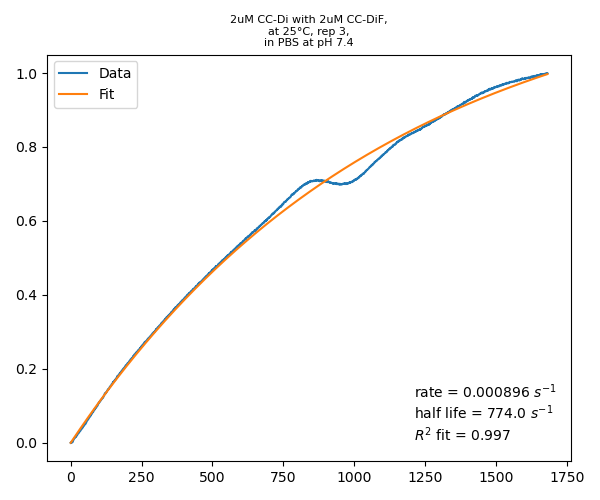 2uM CC-Di with 2uM CC-DiF,
at 25°C, rep 3,
in PBS at pH 7.4
Data
Fit
1.0
0.8
0.6
0.4
0.2
0.0
rate = 0.000896 s⁻¹
half life = 774.0 s⁻¹
R² fit = 0.997
0 250 500 750 1000 1250 1500 1750